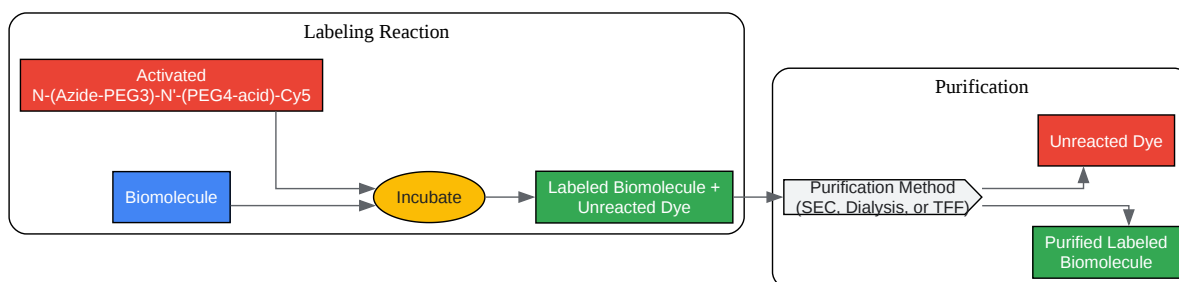 Labeling Reaction
Activated
N-(Azide-PEG3)-N'-(PEG4-acid)-Cy5
Biomolecule
Incubate
Labeled Biomolecule +
Unreacted Dye
Purification
Purification Method
(SEC, Dialysis, or TFF)
Unreacted Dye
Purified Labeled
Biomolecule